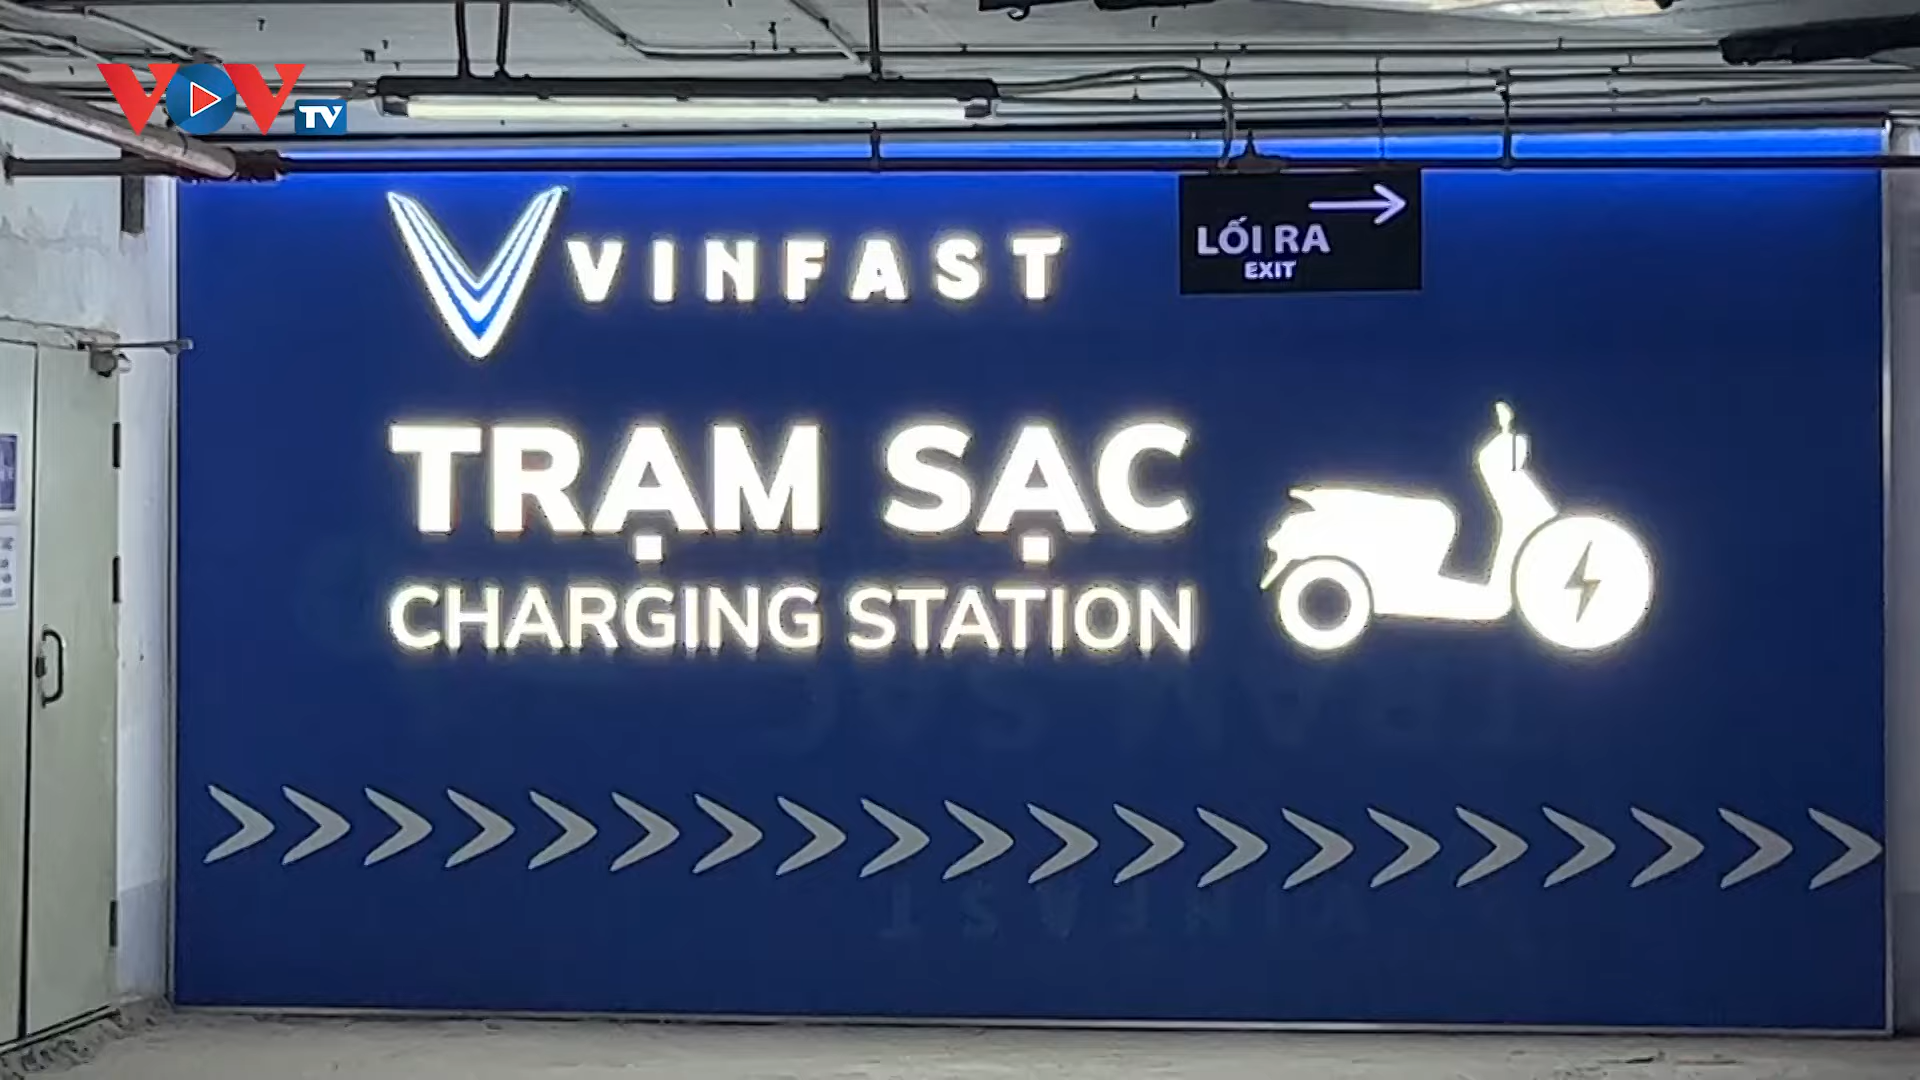 VOV TV
LỐI RA
EXIT
VINFAST
TRẠM SẠC
CHARGING STATION